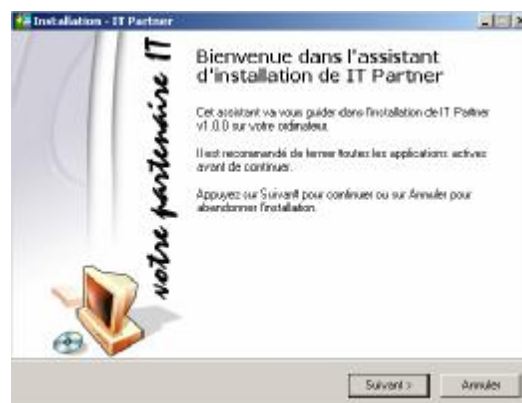 Installation - IT Partner
votre partenaire IT
Bienvenue dans l'assistant
d'installation de IT Partner
Cet assistant va vous guider dans l'installation de IT Partner
v1.0.0 sur votre ordinateur.
Il est recommandé de fermer toutes les applications actives
avant de continuer.
Appuyez sur Suivant pour continuer ou sur Annuler pour
abandonner l'installation.
Suivant >
Annuler